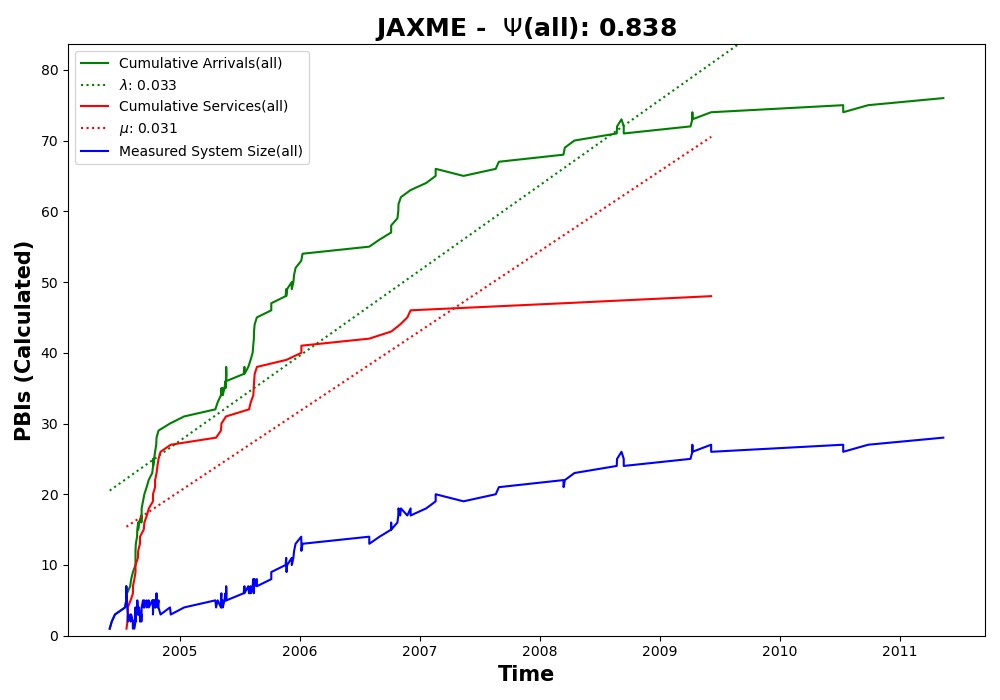 JAXME - Ψ(all): 0.838
Cumulative Arrivals(all)
λ: 0.033
Cumulative Services(all)
μ: 0.031
Measured System Size(all)
PBIs (Calculated)
80
70
60
50
40
30
20
10
0
2005 2006 2007 2008 2009 2010 2011
Time